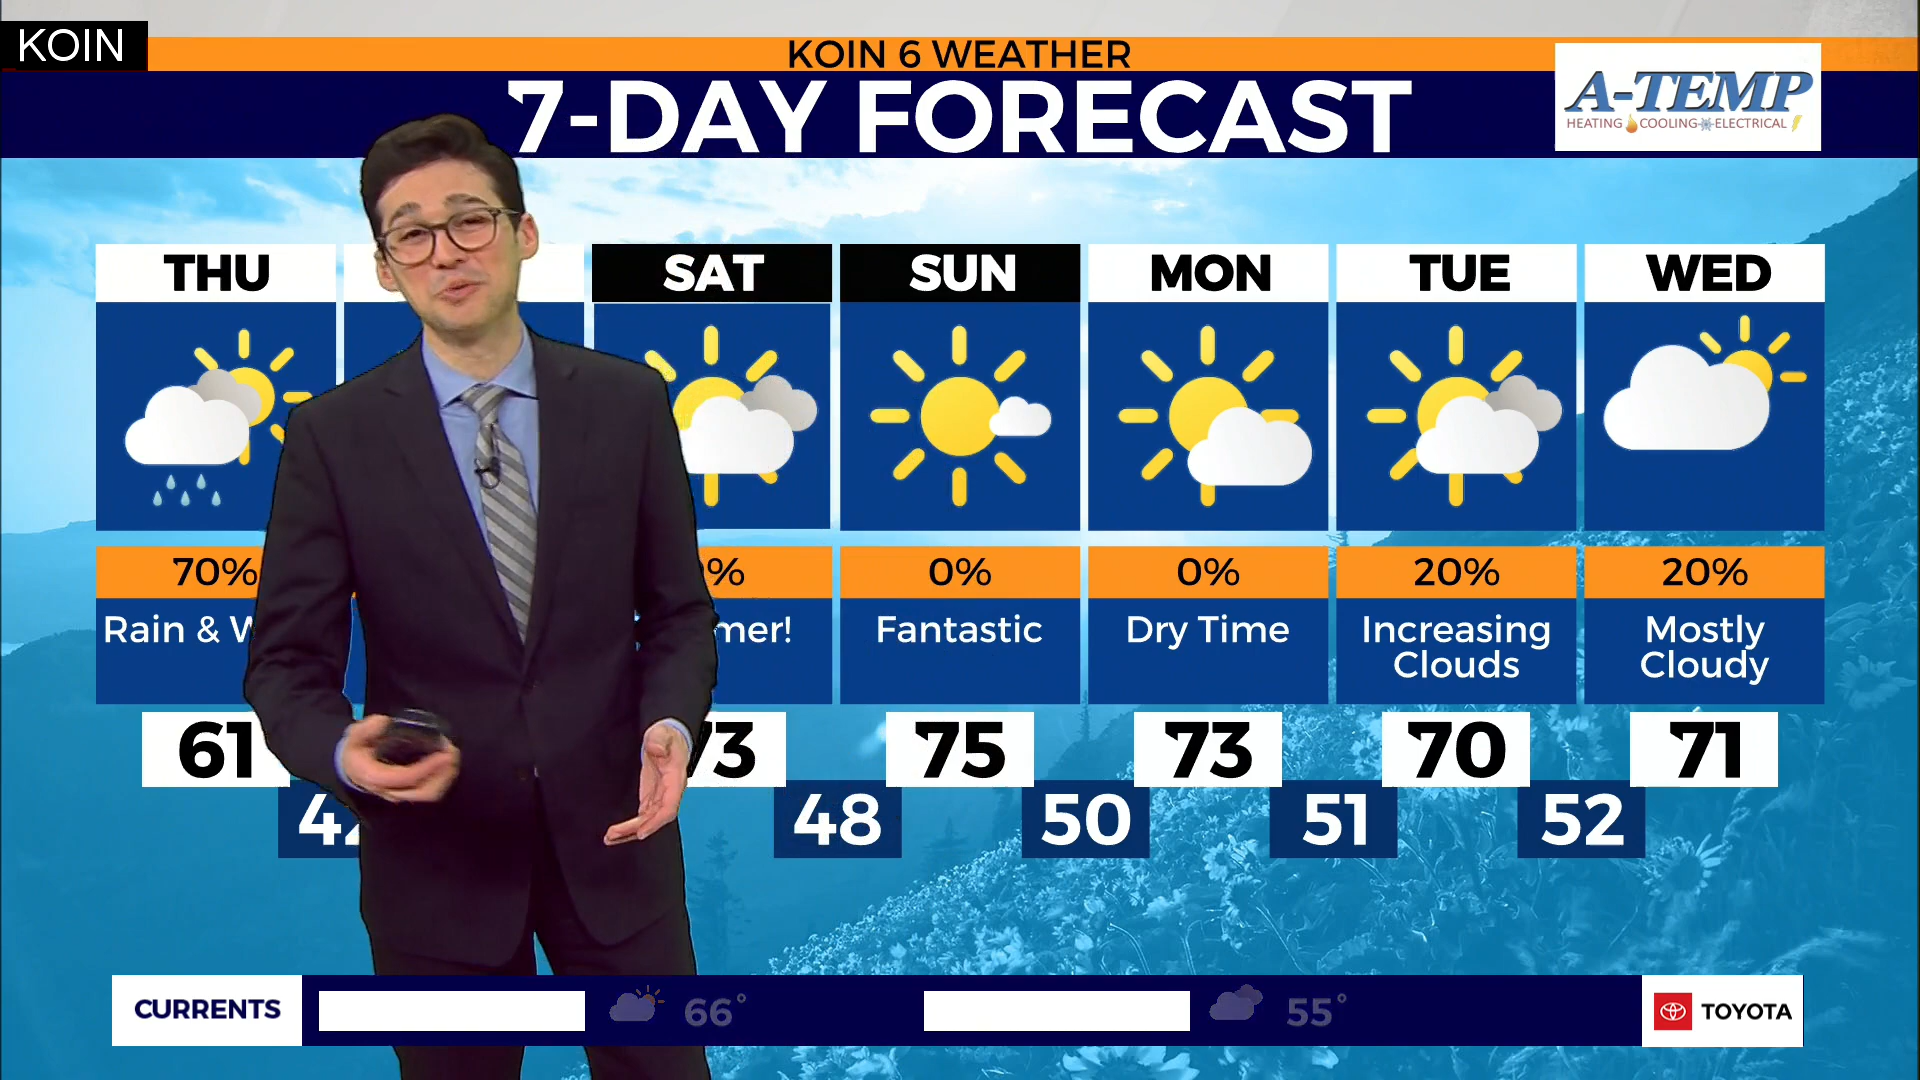 KOIN
KOIN 6 WEATHER
7-DAY FORECAST
A-TEMP
HEATING COOLING ELECTRICAL
THU SAT SUN MON TUE WED
70% % 0% 0% 20% 20%
Rain & Fantastic Dry Time Increasing Clouds Mostly Cloudy
61 73 75 73 70 71
48 50 51 52
CURRENTS 66° 55° TOYOTA